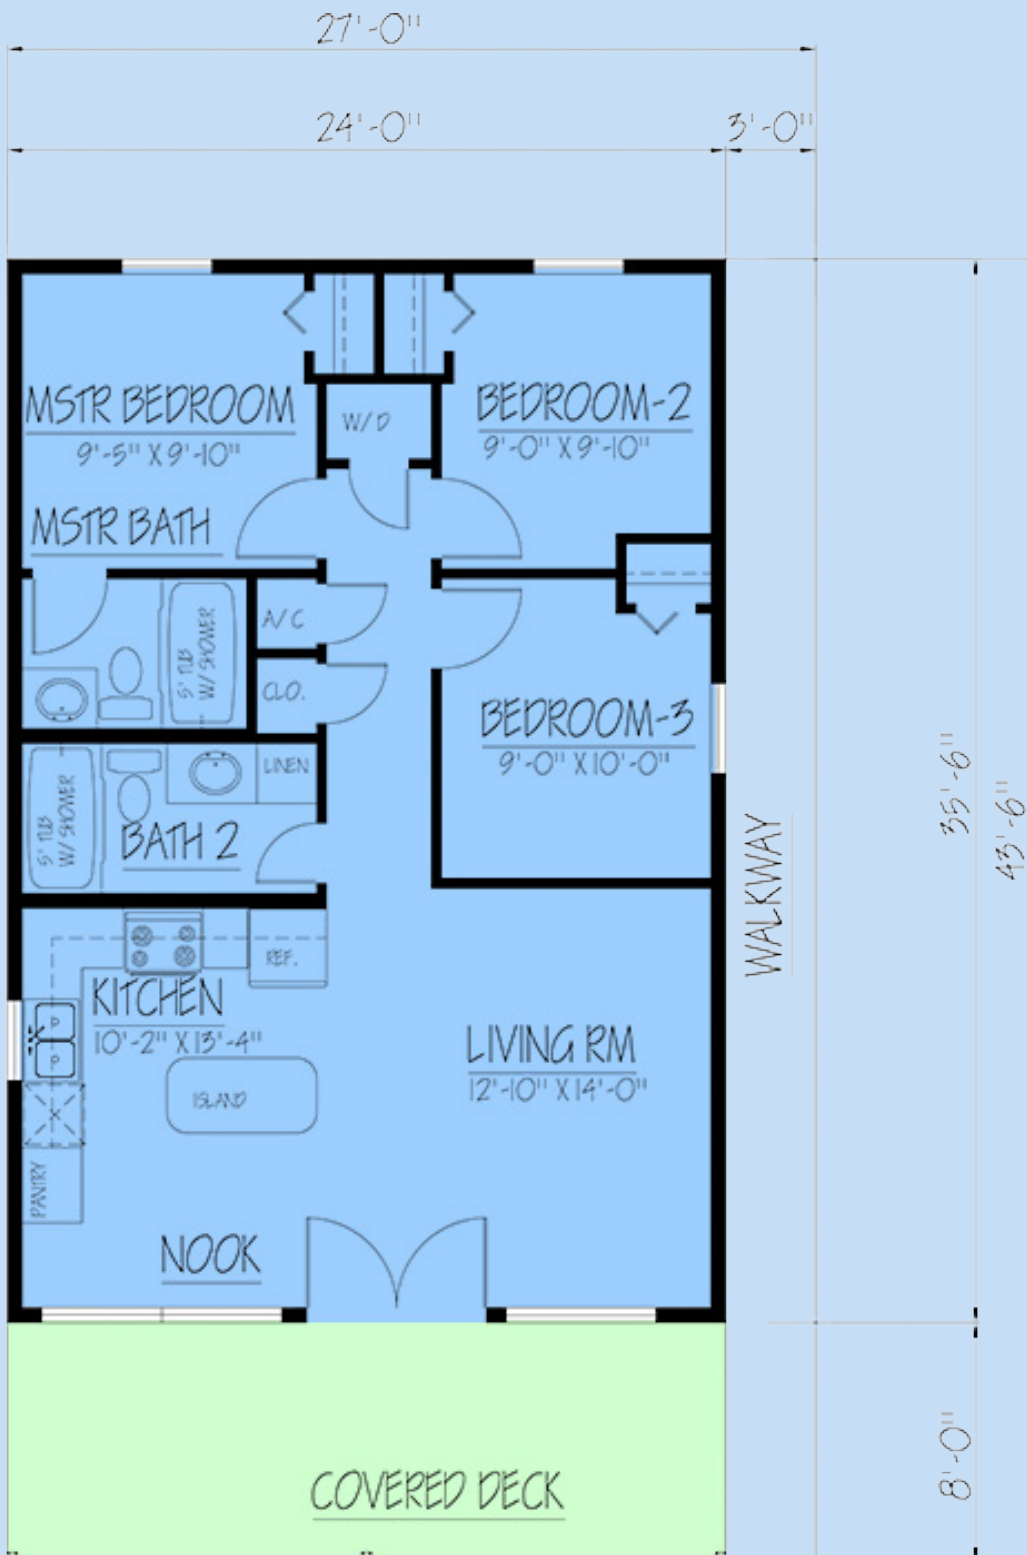 27'-0"
24'-0"
3'-0"
MSTR BEDROOM
9'-5" X 9'-10"
W/D
BEDROOM-2
9'-0" X 9'-10"
MSTR BATH
A/C
5' TUB
W/ SHOWER
CLO.
BEDROOM-3
9'-0" X 10'-0"
LINEN
5' TUB
W/ SHOWER
BATH 2
35'-6"
43'-6"
WALKWAY
REF.
KITCHEN
10'-2" X 13'-4"
LIVING RM
12'-10" X 14'-0"
ISLAND
PANTRY
NOOK
COVERED DECK
8'-0"